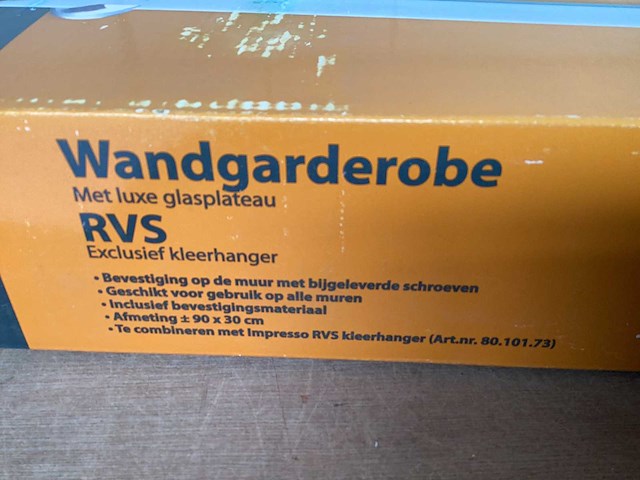 Wandgarderobe
Met luxe glasplateau
RVS
Exclusief kleerhanger
• Bevestiging op de muur met bijgeleverde schroeven
• Geschikt voor gebruik op alle muren
• Inclusief bevestigingsmateriaal
• Afmeting ± 90 x 30 cm
• Te combineren met Impresso RVS kleerhanger (Art.nr. 80.101.73)